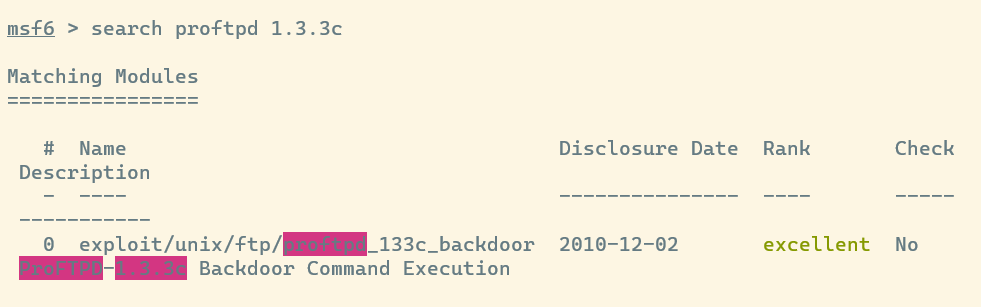 msf6 > search proftpd 1.3.3c
Matching Modules
================
# Name Disclosure Date Rank Check
Description
- ---- --------------- ---- -----
-----------
0 exploit/unix/ftp/proftpd_133c_backdoor 2010-12-02 excellent No
ProFTPD-1.3.3c Backdoor Command Execution